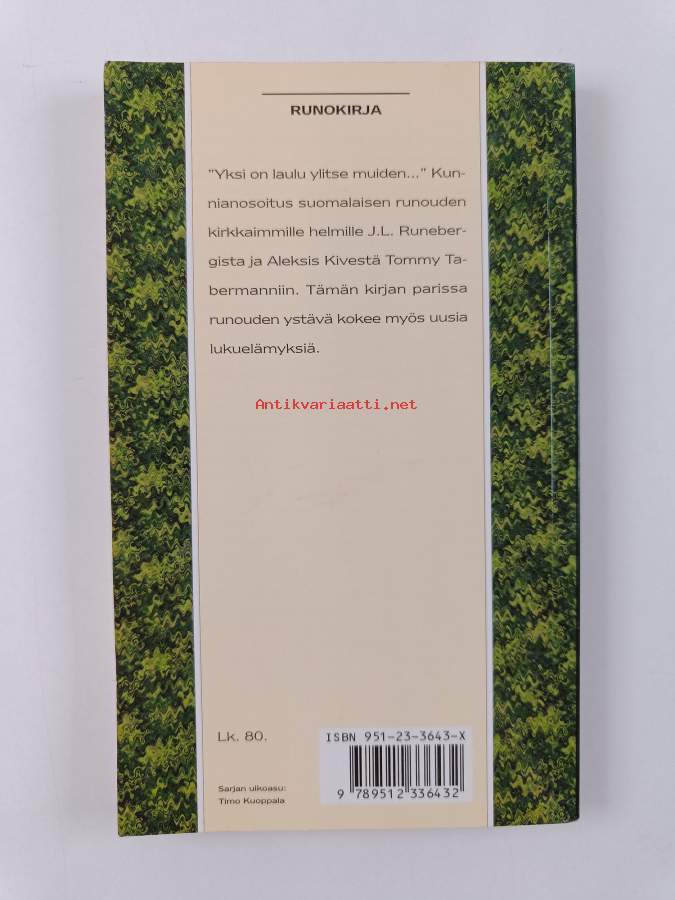 RUNOKIRJA
"Yksi on laulu ylitse muiden..." Kun-
nianosoitus suomalaisen runouden
kirkkaimmille helmille J.L. Runeber-
gista ja Aleksis Kivestä Tommy Ta-
bermanniin. Tämän kirjan parissa
runouden ystävä kokee myös uusia
lukuelämyksiä.
Antikvariaatti.net
Lk. 80.
ISBN 951-23-3643-X
9 789512 336432
Sarjan ulkoasu:
Timo Kuoppala